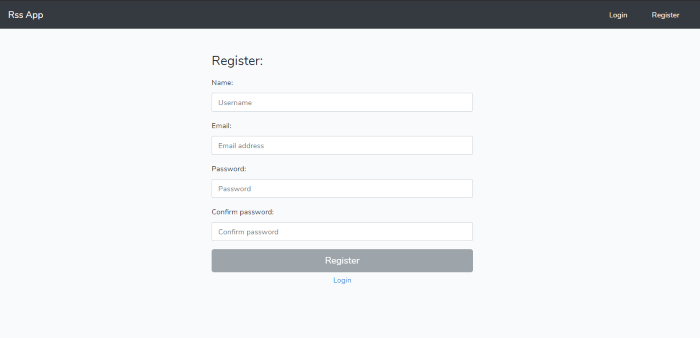 Rss App
Login
Register
Register:
Name:
Username
Email:
Email address
Password:
Password
Confirm password:
Confirm password
Register
Login